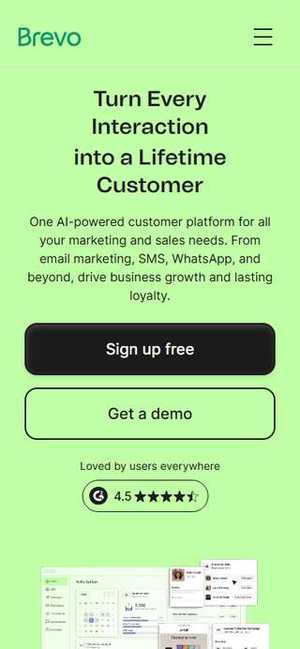 Brevo
Turn Every
Interaction
into a Lifetime
Customer
One AI-powered customer platform for all
your marketing and sales needs. From
email marketing, SMS, WhatsApp, and
beyond, drive business growth and lasting
loyalty.
Sign up free
Get a demo
Loved by users everywhere
4.5